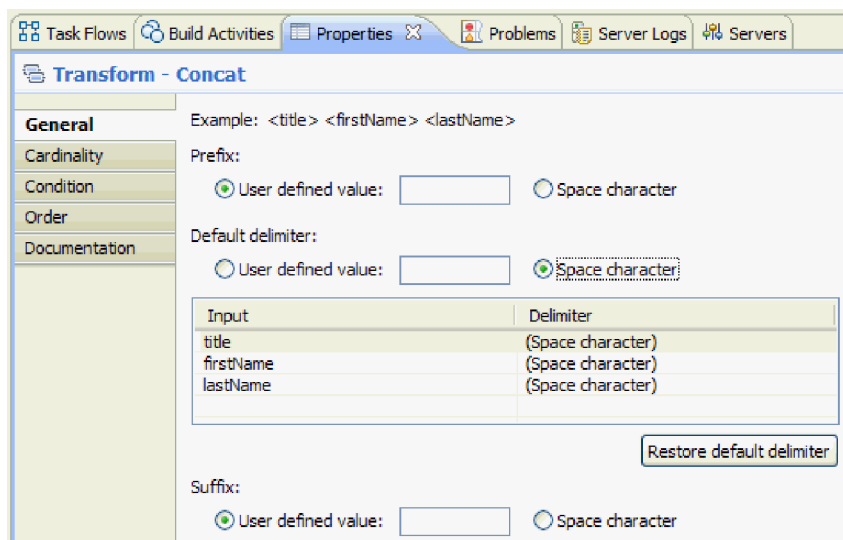 Task Flows Build Activities Properties Problems Server Logs Servers
Transform - Concat
General
Cardinality
Condition
Order
Documentation
Example: <title> <firstName> <lastName>
Prefix:
User defined value: Space character
Default delimiter:
User defined value: Space character
Input Delimiter
title (Space character)
firstName (Space character)
lastName (Space character)
Restore default delimiter
Suffix:
User defined value: Space character